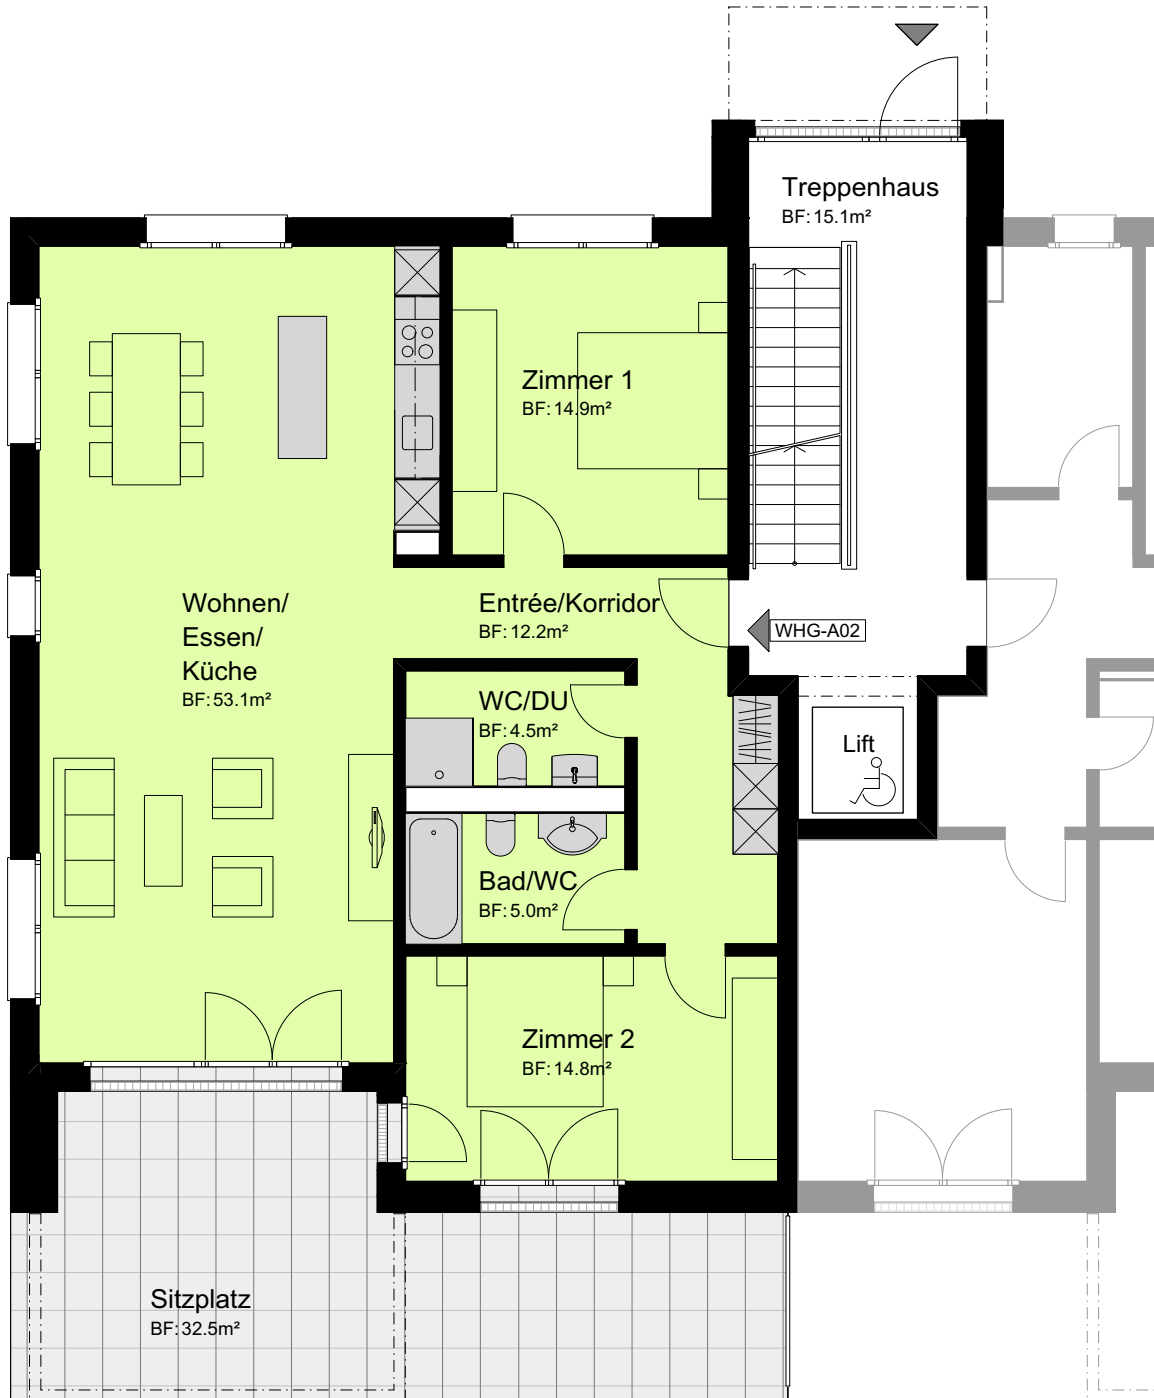 Treppenhaus
BF: 15.1m²
Zimmer 1
BF: 14.9m²
Wohnen/
Essen/
Küche
BF: 53.1m²
Entrée/Korridor
BF: 12.2m²
WHG-A02
WC/DU
BF: 4.5m²
Lift
Bad/WC
BF: 5.0m²
Zimmer 2
BF: 14.8m²
Sitzplatz
BF: 32.5m²